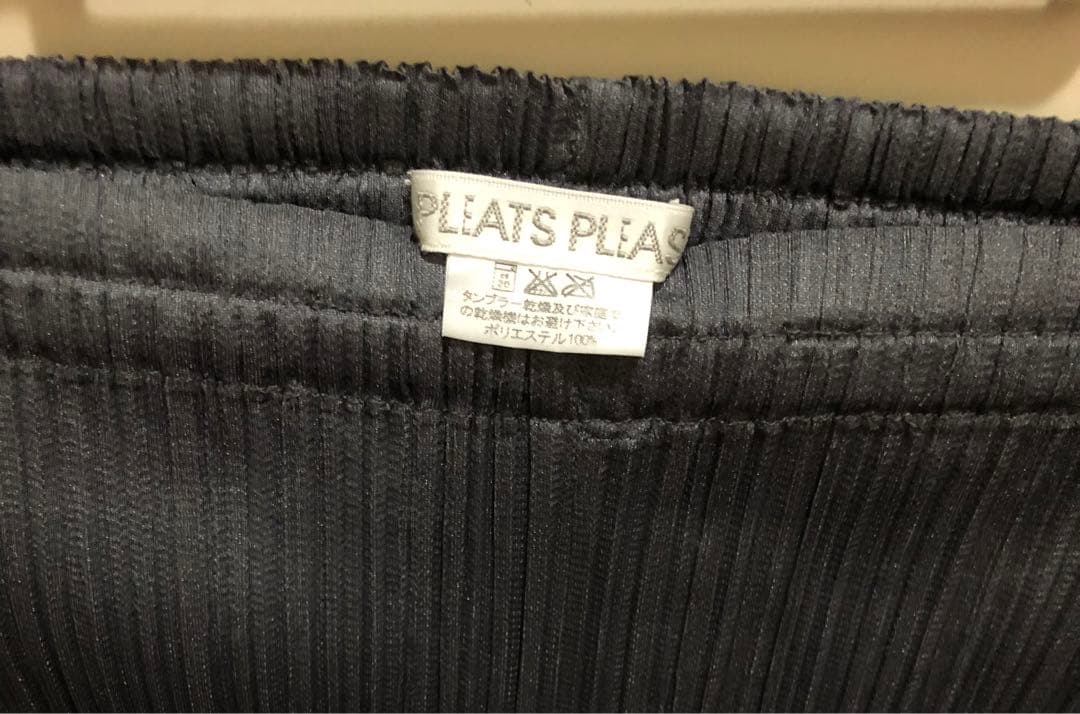 PLEATS PLEAS
タンブラー乾燥及び家庭
の乾燥機はお避け下さい
ポリエステル100%